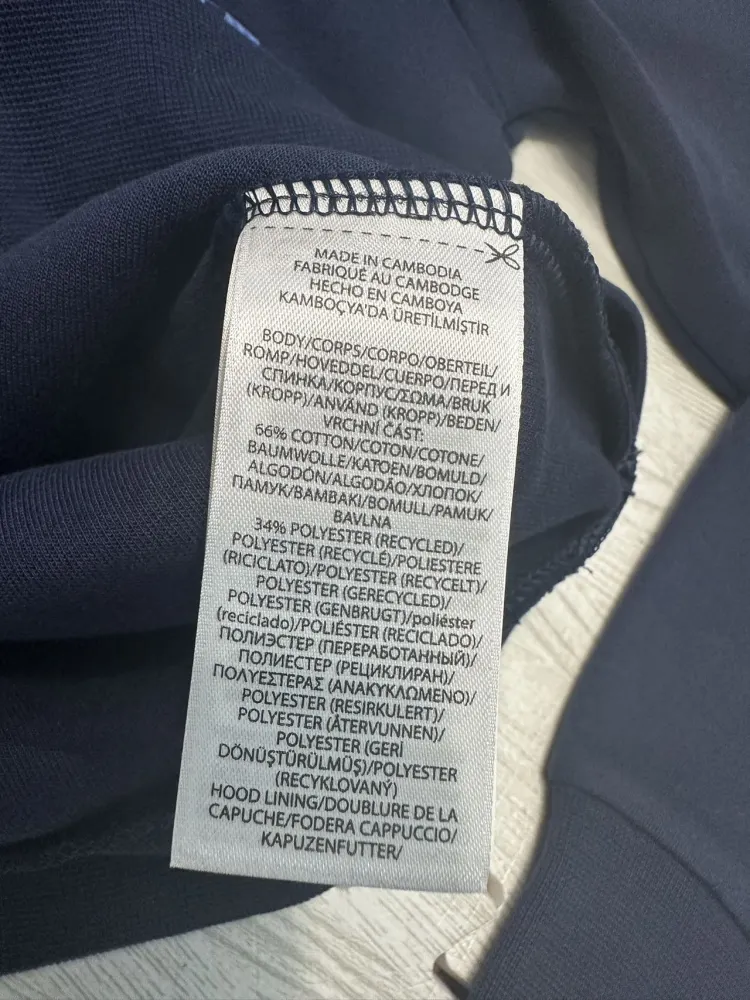 MADE IN CAMBODIA
FABRIQUÉ AU CAMBODGE
HECHO EN CAMBOYA
KAMBOÇYA'DA ÜRETİLMİŞTİR
BODY/CORPS/CORPO/OBERTEIL/
ROMP/HOVEDDEL/CUERPO/ПЕРЕД И
СПИНКА/КОРПУС/ΣΩΜΑ/BRUK
(KROPP)/ANVÄND (KROPP)/BEDEN/
VRCHNÍ ČÁST:
66% COTTON/COTON/COTONE/
BAUMWOLLE/KATOEN/BOMULD/
ALGODÓN/ALGODÃO/ХЛОПОК/
ПАМУК/BAMBAKI/BOMULL/PAMUK/
BAVLNA
34% POLYESTER (RECYCLED)/
POLYESTER (RECYCLÉ)/POLIESTERE
(RICICLATO)/POLYESTER (RECYCELT)/
POLYESTER (GERECYCLED)/
POLYESTER (GENBRUGT)/poliéster
(reciclado)/POLIÉSTER (RECICLADO)/
ПОЛИЭСТЕР (ПЕРЕРАБОТАННЫЙ)/
ПОЛИЕСТЕР (РЕЦИКЛИРАН)/
ΠΟΛΥΕΣΤΕΡΑΣ (ΑΝΑΚΥΚΛΩΜΕΝΟ)/
POLYESTER (RESIRKULERT)/
POLYESTER (ÅTERVUNNEN)/
POLYESTER (GERİ
DÖNÜŞTÜRÜLMÜŞ)/POLYESTER
(RECYKLOVANÝ)
HOOD LINING/DOUBLURE DE LA
CAPUCHE/FODERA CAPPUCCIO/
KAPUZENFUTTER/